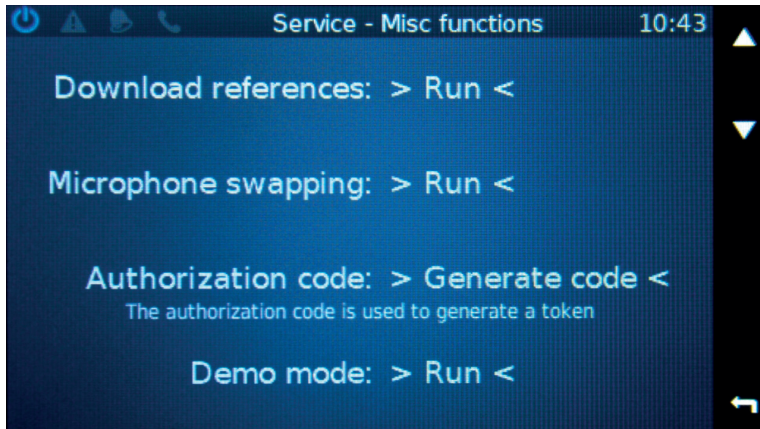 Service - Misc functions 10:43
Download references: > Run <
Microphone swapping: > Run <
Authorization code: > Generate code <
The authorization code is used to generate a token
Demo mode: > Run <